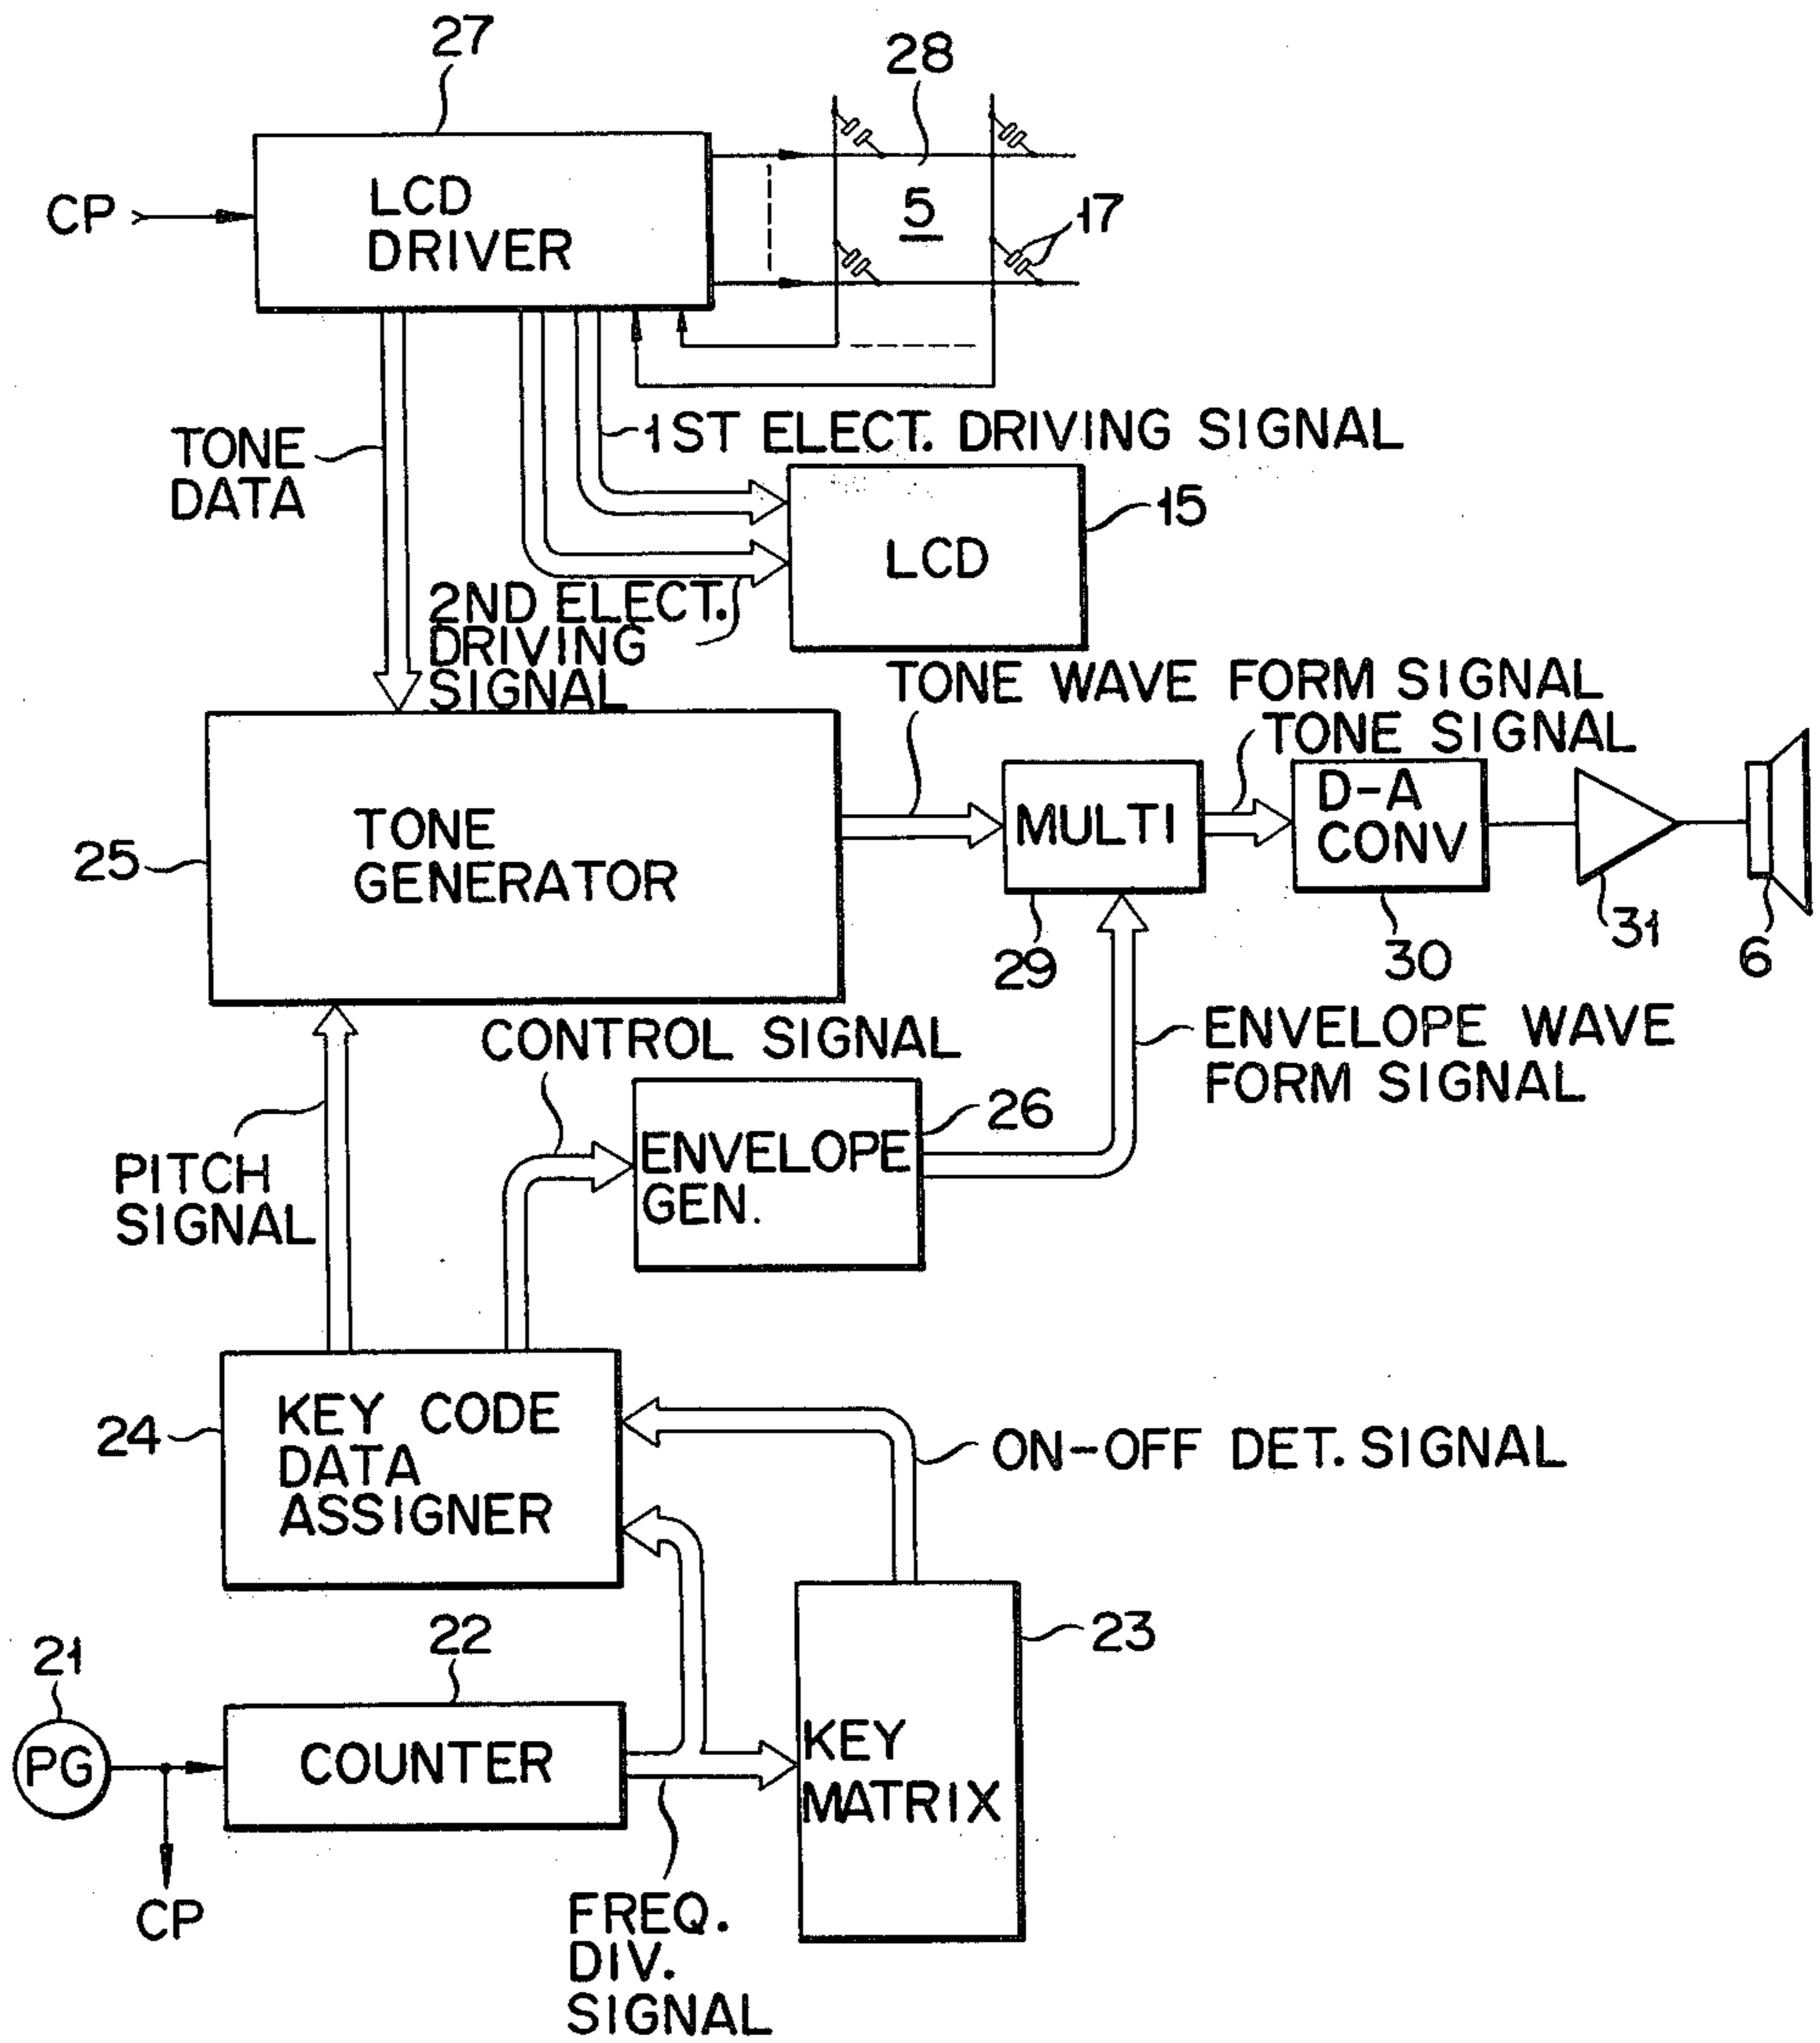 27
28
CP
LCD
DRIVER
5
17
1ST ELECT. DRIVING SIGNAL
TONE
DATA
15
LCD
2ND ELECT.
DRIVING
SIGNAL
TONE WAVE FORM SIGNAL
TONE SIGNAL
25
TONE
GENERATOR
MULTI
D-A
CONV
29
30
31
6
CONTROL SIGNAL
ENVELOPE WAVE
FORM SIGNAL
26
ENVELOPE
GEN.
PITCH
SIGNAL
24
KEY CODE
DATA
ASSIGNER
ON-OFF DET. SIGNAL
21
22
23
PG
COUNTER
KEY
MATRIX
CP
FREQ.
DIV.
SIGNAL